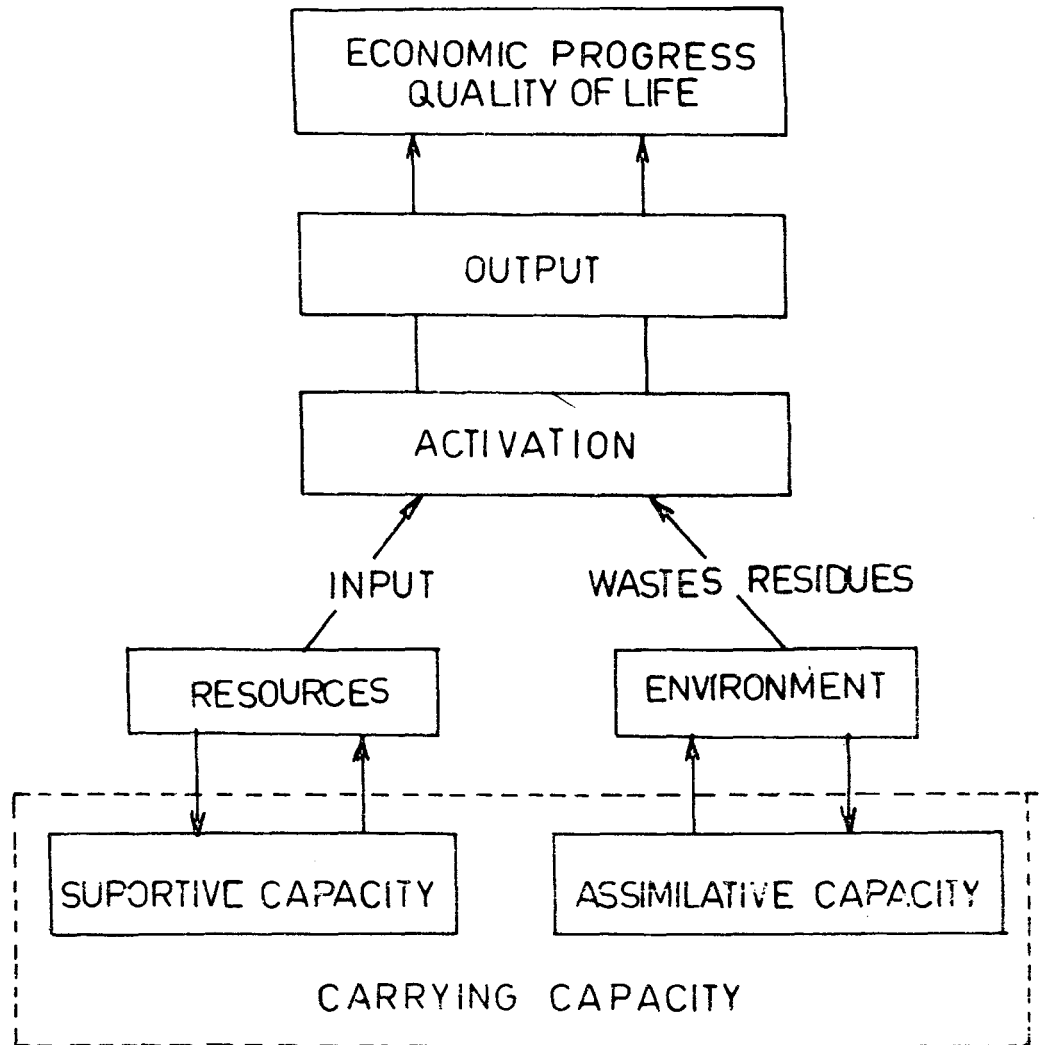 ECONOMIC PROGRESS
QUALITY OF LIFE
OUTPUT
ACTIVATION
INPUT
WASTES RESIDUES
RESOURCES
ENVIRONMENT
SUPORTIVE CAPACITY
ASSIMILATIVE CAPACITY
CARRYING CAPACITY